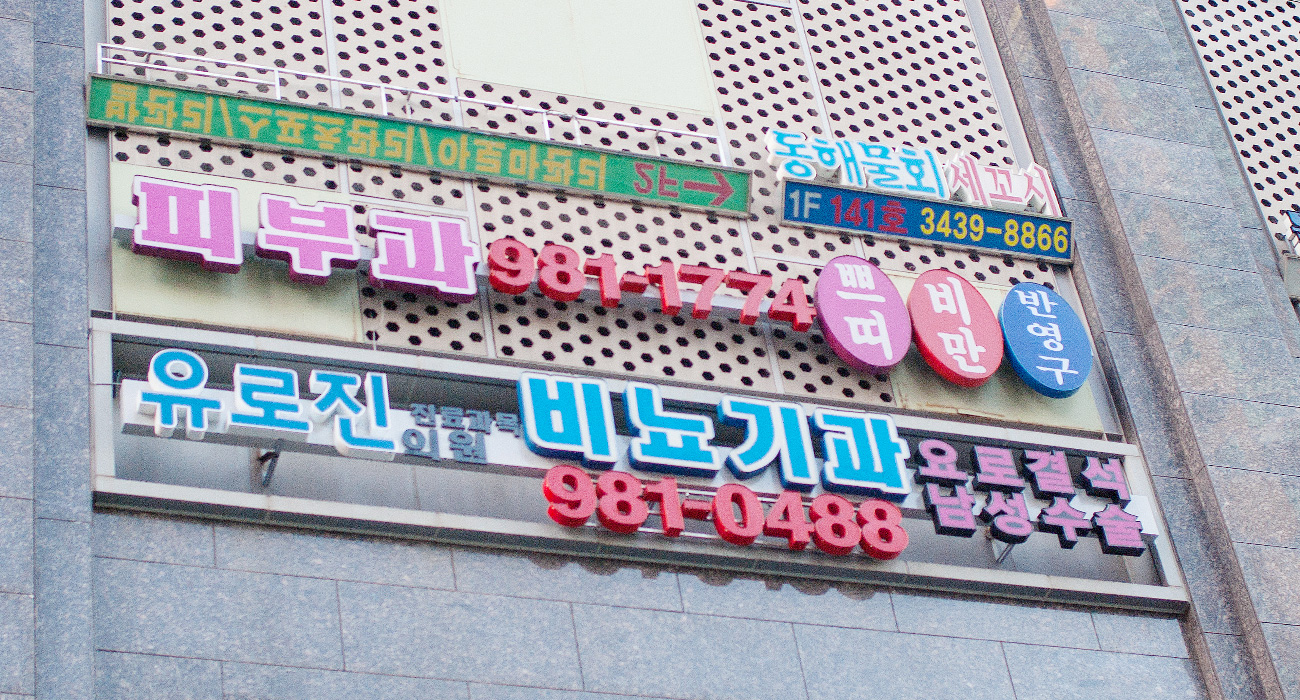 동해물회 세꼬시
1F 141호 3439-8866
피부과 981-1774 쁘띠 비만 반영구
유로진 진료과목 의원 비뇨기과 요로결석
981-0488 남성수술